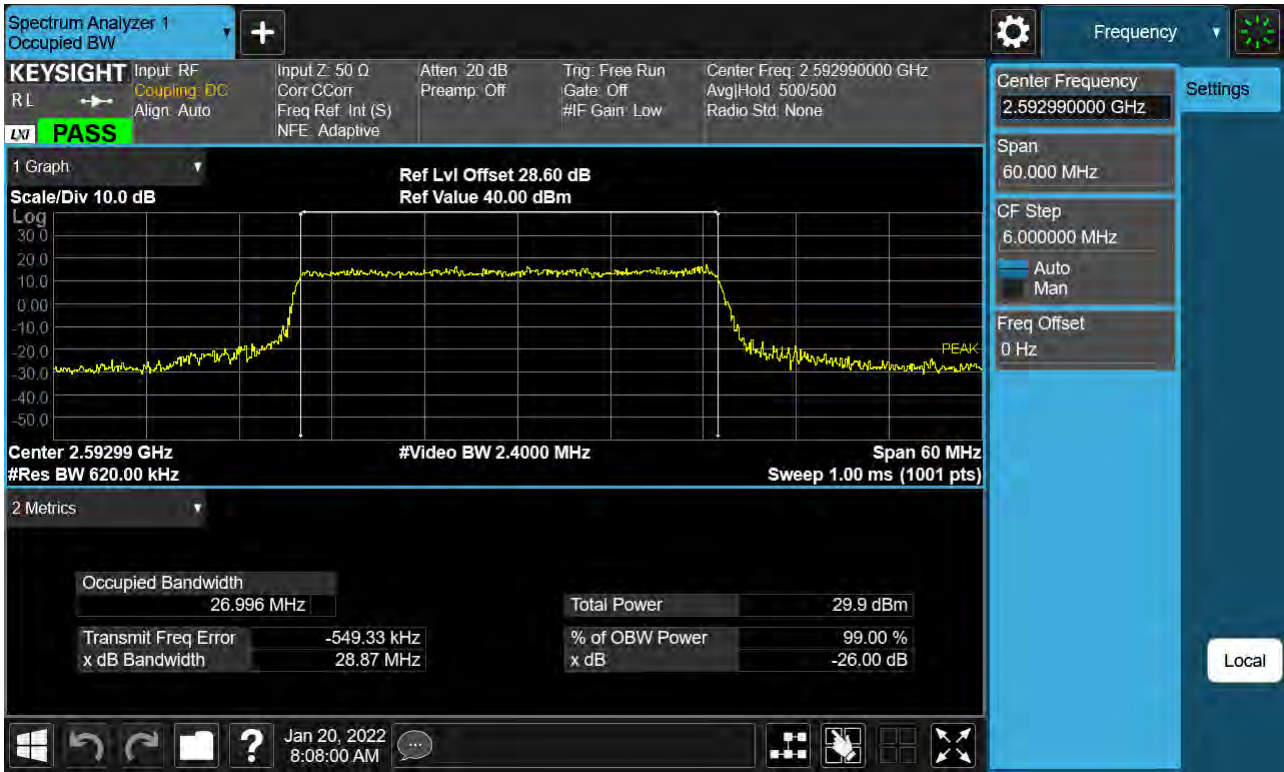 Spectrum Analyzer 1
Occupied BW
+
Frequency
KEYSIGHT
R L
LXI
PASS
Input: RF
Coupling: DC
Align: Auto
Input Z: 50 Ω
Corr CCorr
Freq Ref: Int (S)
NFE: Adaptive
Atten: 20 dB
Preamp: Off
Trig: Free Run
Gate: Off
#IF Gain: Low
Center Freq: 2.592990000 GHz
Avg|Hold: 500/500
Radio Std: None
Center Frequency
2.592990000 GHz
Settings
Span
60.000 MHz
CF Step
6.000000 MHz
Auto
Man
Freq Offset
0 Hz
Local
1 Graph
Scale/Div 10.0 dB
Ref Lvl Offset 28.60 dB
Ref Value 40.00 dBm
Log
30.0
20.0
10.0
0.00
-10.0
-20.0
-30.0
-40.0
-50.0
PEAK
Center 2.59299 GHz
#Video BW 2.4000 MHz
Span 60 MHz
#Res BW 620.00 kHz
Sweep 1.00 ms (1001 pts)
2 Metrics
Occupied Bandwidth
26.996 MHz
Total Power 29.9 dBm
Transmit Freq Error -549.33 kHz
% of OBW Power 99.00 %
x dB Bandwidth 28.87 MHz
x dB -26.00 dB
?
Jan 20, 2022
8:08:00 AM